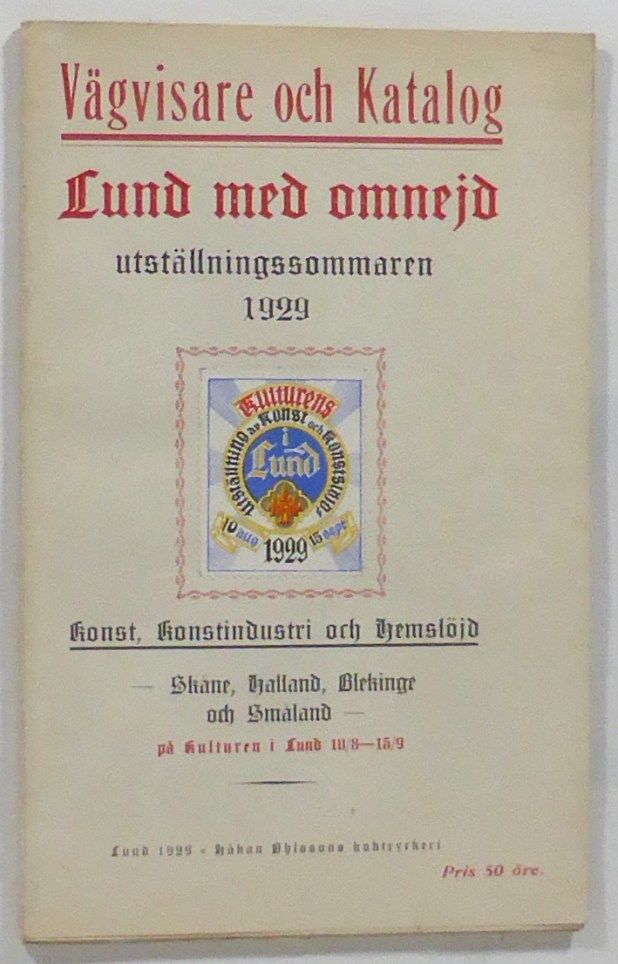 Vägvisare och Katalog
Lund med omnejd
utställningssommaren
1929
Kulturens
Utställning av Konst och Konstslöjd
i
Lund
10 aug. 15 sept.
1929
Konst, Konstindustri och Hemslöjd
— Skåne, Halland, Blekinge
och Småland —
på Kulturen i Lund 10/8—15/9
Lund 1929 - Håkan Ohlssons boktryckeri
Pris 50 öre.